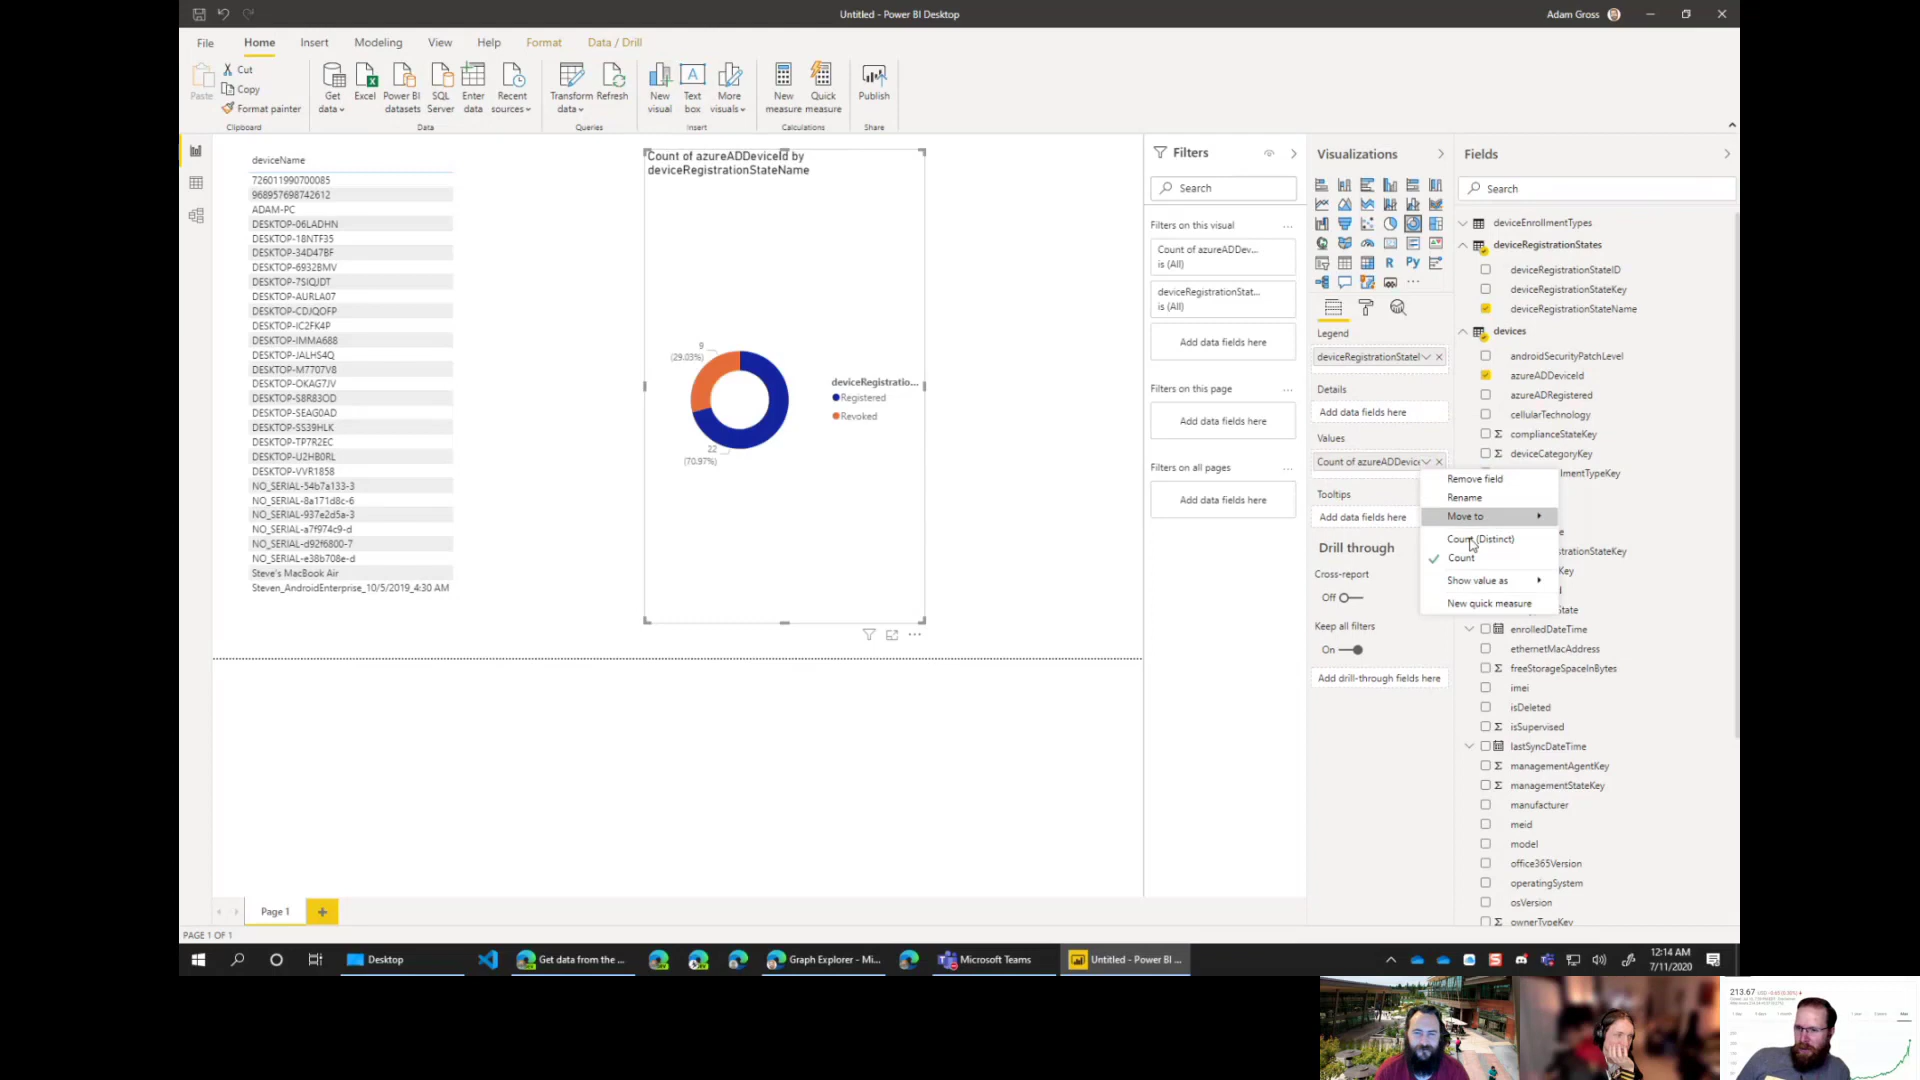 Untitled - Power BI Desktop
Adam Gross
File
Home
Insert
Modeling
View
Help
Format
Data / Drill
Paste
Cut
Copy
Format painter
Clipboard
Get data
Excel
Power BI datasets
SQL Server
Enter data
Recent sources
Data
Transform data
Refresh
Queries
New visual
Text box
More visuals
Insert
New measure
Quick measure
Calculations
Publish
Share
deviceName
726011990700085
968957698742612
ADAM-PC
DESKTOP-06LADHN
DESKTOP-18NTF35
DESKTOP-34D47BF
DESKTOP-6932BMV
DESKTOP-7SIQJDT
DESKTOP-AURLA07
DESKTOP-CDJQOFP
DESKTOP-IC2FK4P
DESKTOP-IMMA688
DESKTOP-JALHS4Q
DESKTOP-M7707V8
DESKTOP-OKAG7JV
DESKTOP-S8R83OD
DESKTOP-SEAG0AD
DESKTOP-SS39HLK
DESKTOP-TP7R2EC
DESKTOP-U2HB0RL
DESKTOP-VVR1858
NO_SERIAL-54b7a133-3
NO_SERIAL-8a171d8c-6
NO_SERIAL-937e2d5a-3
NO_SERIAL-a7f974c9-d
NO_SERIAL-d92f6800-7
NO_SERIAL-e38b708e-d
Steve's MacBook Air
Steven_AndroidEnterprise_10/5/2019_4:30 AM
Count of azureADDeviceId by
deviceRegistrationStateName
9
(29.03%)
22
(70.97%)
deviceRegistratio...
Registered
Revoked
Filters
Search
Filters on this visual
Count of azureADDev...
is (All)
deviceRegistrationStat...
is (All)
Add data fields here
Filters on this page
Add data fields here
Filters on all pages
Add data fields here
Visualizations
R
Py
Legend
deviceRegistrationStatel
Details
Add data fields here
Values
Count of azureADDevice
Tooltips
Add data fields here
Drill through
Cross-report
Off
Keep all filters
On
Add drill-through fields here
Remove field
Rename
Move to
Count (Distinct)
Count
Show value as
New quick measure
Fields
Search
deviceEnrollmentTypes
deviceRegistrationStates
deviceRegistrationStateID
deviceRegistrationStateKey
deviceRegistrationStateName
devices
androidSecurityPatchLevel
azureADDeviceId
azureADRegistered
cellularTechnology
complianceStateKey
deviceCategoryKey
lmentTypeKey
e
strationStateKey
Key
d
State
enrolledDateTime
ethernetMacAddress
freeStorageSpaceInBytes
imei
isDeleted
isSupervised
lastSyncDateTime
managementAgentKey
managementStateKey
manufacturer
meid
model
office365Version
operatingSystem
osVersion
ownerTypeKey
Page 1
PAGE 1 OF 1
Desktop
Get data from the ...
Graph Explorer - Mi...
Microsoft Teams
Untitled - Power BI ...
12:14 AM
7/11/2020
213.67